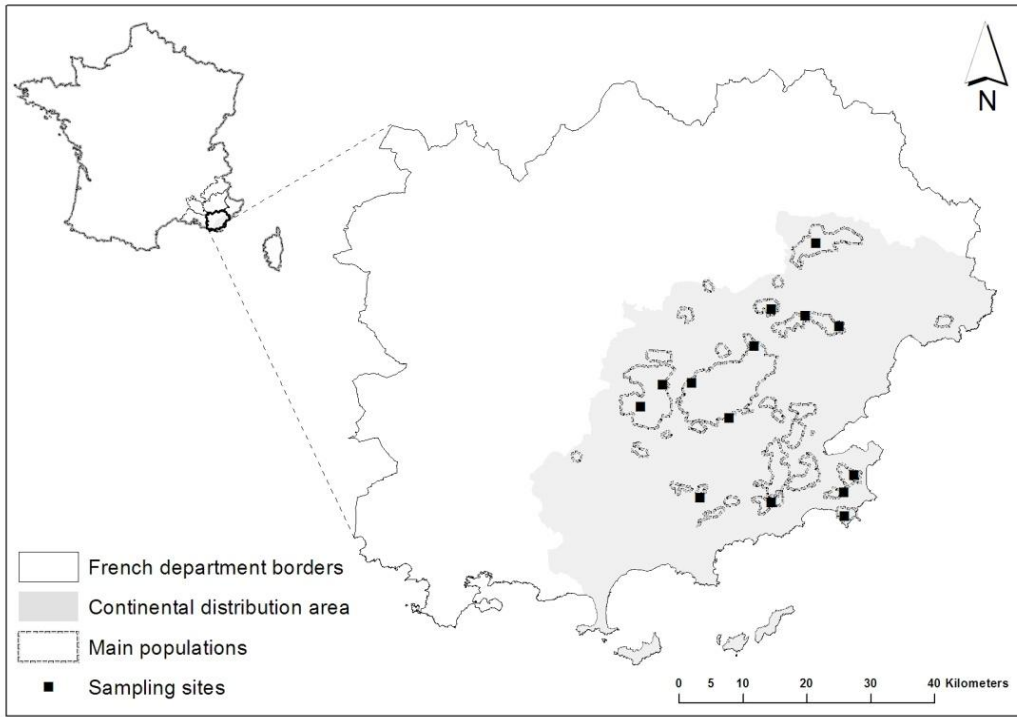 N
French department borders
Continental distribution area
Main populations
Sampling sites
0 5 10 20 30 40 Kilometers